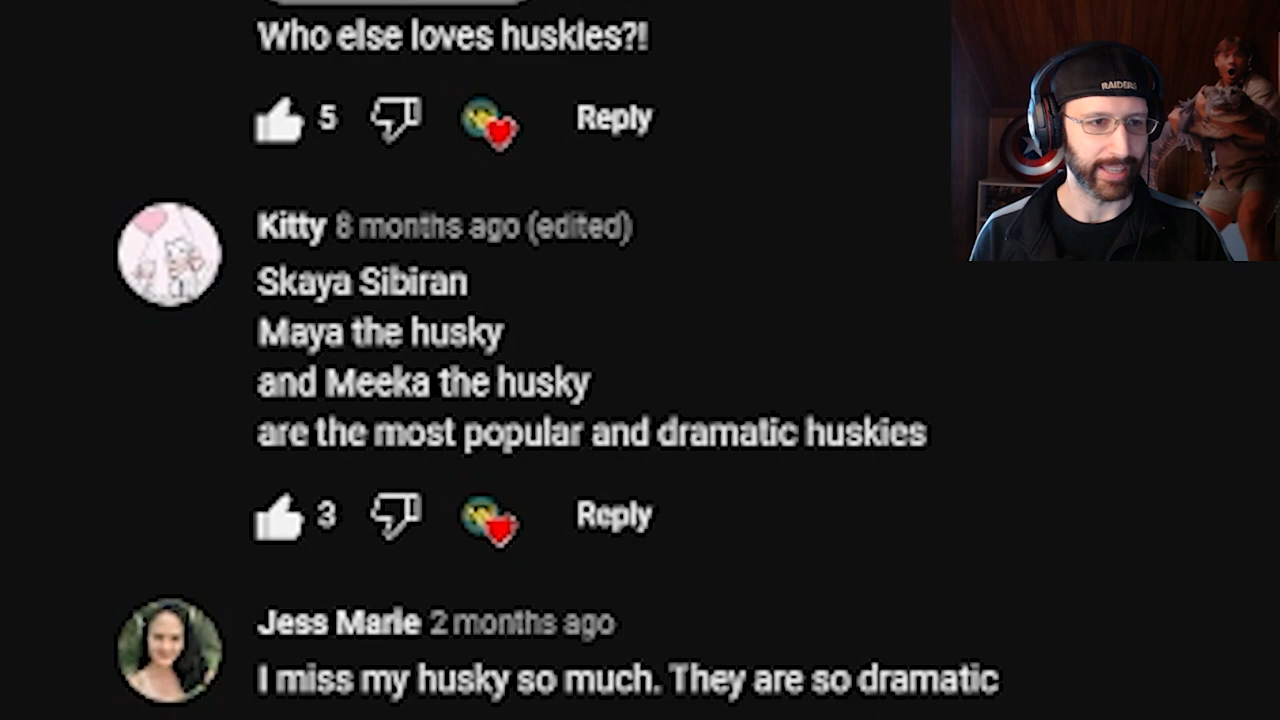 Who else loves huskies?!
5 Reply
Kitty 8 months ago (edited)
Skaya Sibiran
Maya the husky
and Meeka the husky
are the most popular and dramatic huskies
3 Reply
Jess Marie 2 months ago
I miss my husky so much. They are so dramatic
RAIDERS